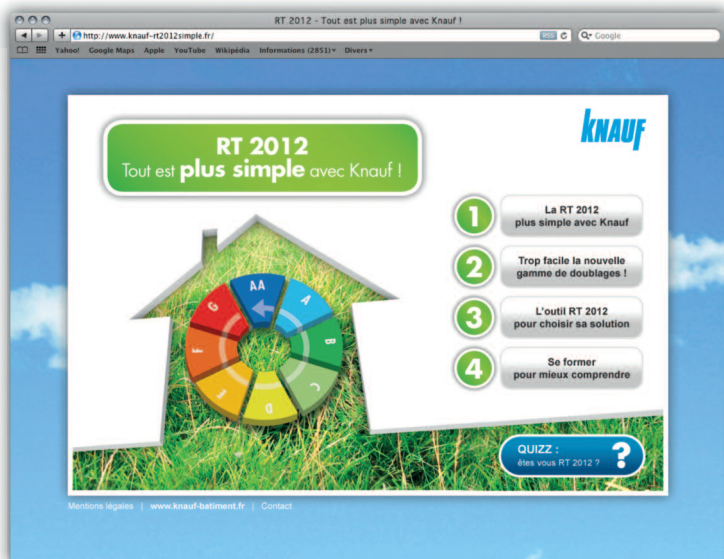 RT 2012 - Tout est plus simple avec Knauf !
http://www.knauf-rt2012simple.fr/
RSS
Google
Yahoo! Google Maps Apple YouTube Wikipédia Informations (2851) Divers
RT 2012
Tout est plus simple avec Knauf !
KNAUF
1
La RT 2012
plus simple avec Knauf
2
Trop facile la nouvelle
gamme de doublages !
3
L'outil RT 2012
pour choisir sa solution
4
Se former
pour mieux comprendre
AA
A
B
C
D
E
F
G
QUIZZ :
êtes vous RT 2012 ?
?
Mentions légales | www.knauf-batiment.fr | Contact